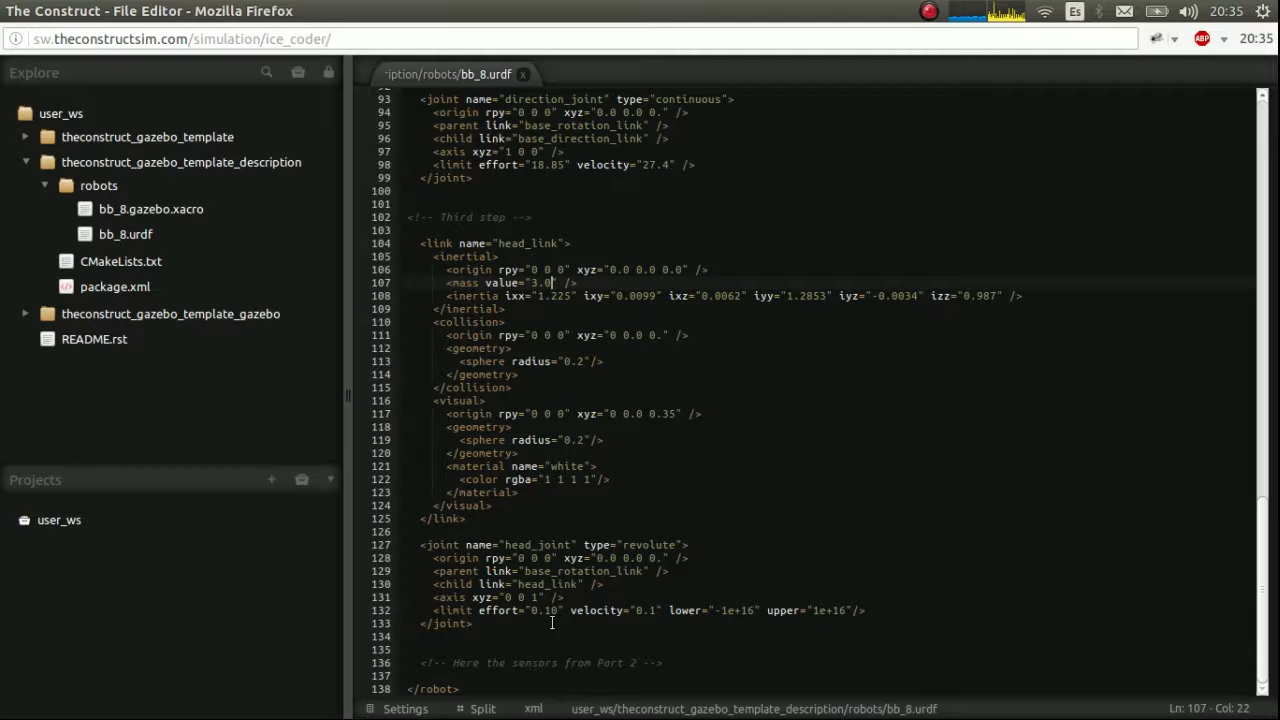 The Construct - File Editor - Mozilla Firefox
Es
20:35
sw.theconstructsim.com/simulation/ice_coder/
ABP
20:35
Explore
user_ws
theconstruct_gazebo_template
theconstruct_gazebo_template_description
robots
bb_8.gazebo.xacro
bb_8.urdf
CMakeLists.txt
package.xml
theconstruct_gazebo_template_gazebo
README.rst
Projects
user_ws
iption/robots/bb_8.urdf
93 <joint name="direction_joint" type="continuous">
94 <origin rpy="0 0 0" xyz="0.0 0.0 0." />
95 <parent link="base_rotation_link" />
96 <child link="base_direction_link" />
97 <axis xyz="1 0 0" />
98 <limit effort="18.85" velocity="27.4" />
99 </joint>
100
101
102 <!-- Third step -->
103
104 <link name="head_link">
105 <inertial>
106 <origin rpy="0 0 0" xyz="0.0 0.0 0.0" />
107 <mass value="3.0" />
108 <inertia ixx="1.225" ixy="0.0099" ixz="0.0062" iyy="1.2853" iyz="-0.0034" izz="0.987" />
109 </inertial>
110 <collision>
111 <origin rpy="0 0 0" xyz="0 0.0 0." />
112 <geometry>
113 <sphere radius="0.2"/>
114 </geometry>
115 </collision>
116 <visual>
117 <origin rpy="0 0 0" xyz="0 0.0 0.35" />
118 <geometry>
119 <sphere radius="0.2"/>
120 </geometry>
121 <material name="white">
122 <color rgba="1 1 1 1"/>
123 </material>
124 </visual>
125 </link>
126
127 <joint name="head_joint" type="revolute">
128 <origin rpy="0 0 0" xyz="0.0 0.0 0." />
129 <parent link="base_rotation_link" />
130 <child link="head_link" />
131 <axis xyz="0 0 1" />
132 <limit effort="0.10" velocity="0.1" lower="-1e+16" upper="1e+16"/>
133 </joint>
134
135
136 <!-- Here the sensors from Part 2 -->
137
138 </robot>
Settings
Split
xml
user_ws/theconstruct_gazebo_template_description/robots/bb_8.urdf
Ln: 107 - Col: 22